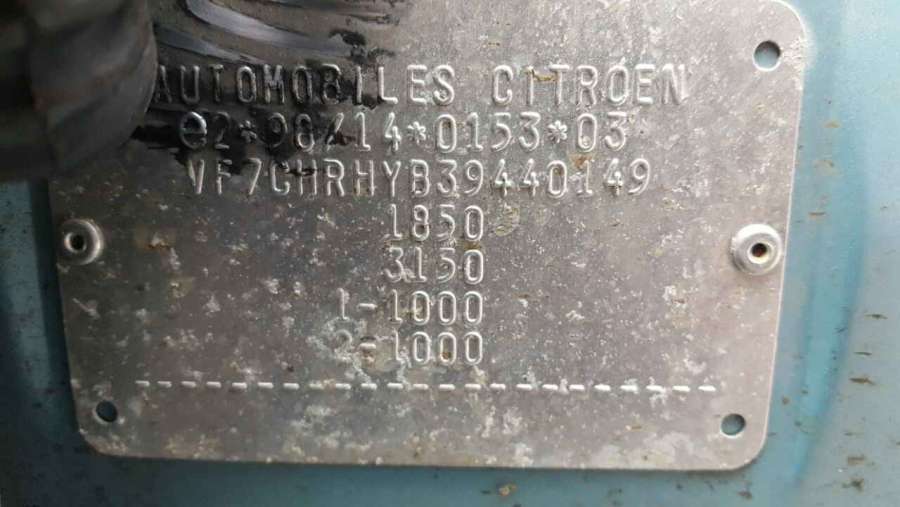 AUTOMOBILES CITROEN
e2*98/14*0153*03
VF7CHRHYB39440149
1850
3150
1-1000
2-1000